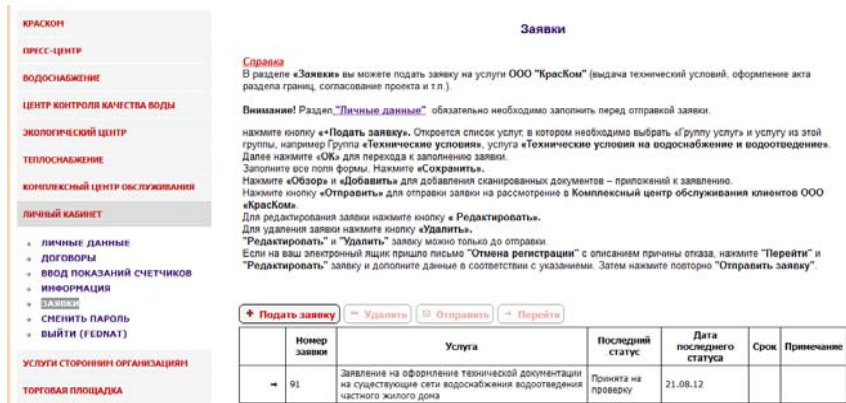 КРАСКОМ
ПРЕСС-ЦЕНТР
ВОДОСНАБЖЕНИЕ
ЦЕНТР КОНТРОЛЯ КАЧЕСТВА ВОДЫ
ЭКОЛОГИЧЕСКИЙ ЦЕНТР
ТЕПЛОСНАБЖЕНИЕ
КОМПЛЕКСНЫЙ ЦЕНТР ОБСЛУЖИВАНИЯ
ЛИЧНЫЙ КАБИНЕТ
ЛИЧНЫЕ ДАННЫЕ
ДОГОВОРЫ
ВВОД ПОКАЗАНИЙ СЧЕТЧИКОВ
ИНФОРМАЦИЯ
ЗАЯВКИ
СМЕНИТЬ ПАРОЛЬ
ВЫЙТИ (FEDNAT)
УСЛУГИ СТОРОННИМ ОРГАНИЗАЦИЯМ
ТОРГОВАЯ ПЛОЩАДКА
Заявки
Справка
В разделе «Заявки» вы можете подать заявку на услуги ООО "КрасКом" (выдача технический условий, оформление акта
раздела границ, согласование проекта и т.п.).
Внимание! Раздел "Личные данные" обязательно необходимо заполнить перед отправкой заявки.
нажмите кнопку «+Подать заявку». Откроется список услуг, в котором необходимо выбрать «Группу услуг» и услугу из этой
группы, например Группа «Технические условия», услуга «Технические условия на водоснабжение и водоотведение».
Далее нажмите «ОК» для перехода к заполнению заявки.
Заполните все поля формы. Нажмите «Сохранить».
Нажмите «Обзор» и «Добавить» для добавления сканированных документов – приложений к заявлению.
Нажмите кнопку «Отправить» для отправки заявки на рассмотрение в Комплексный центр обслуживания клиентов ООО
«КрасКом».
Для редактирования заявки нажмите кнопку « Редактировать».
Для удаления заявки нажмите кнопку «Удалить».
"Редактировать" и "Удалить" заявку можно только до отправки.
Если на ваш электронный ящик пришло письмо "Отмена регистрации" с описанием причины отказа, нажмите "Перейти" и
"Редактировать" заявку и дополните данные в соответствии с указаниеми. Затем нажмите повторно "Отправить заявку".
+ Подать заявку − Удалить Отправить → Перейти
Номер заявки Услуга Последний статус Дата последнего статуса Срок Примечание
→ 91 Заявление на оформление технической документации
на существующие сети водоснабжения водоотведения
частного жилого дома
Принята на проверку 21.08.12